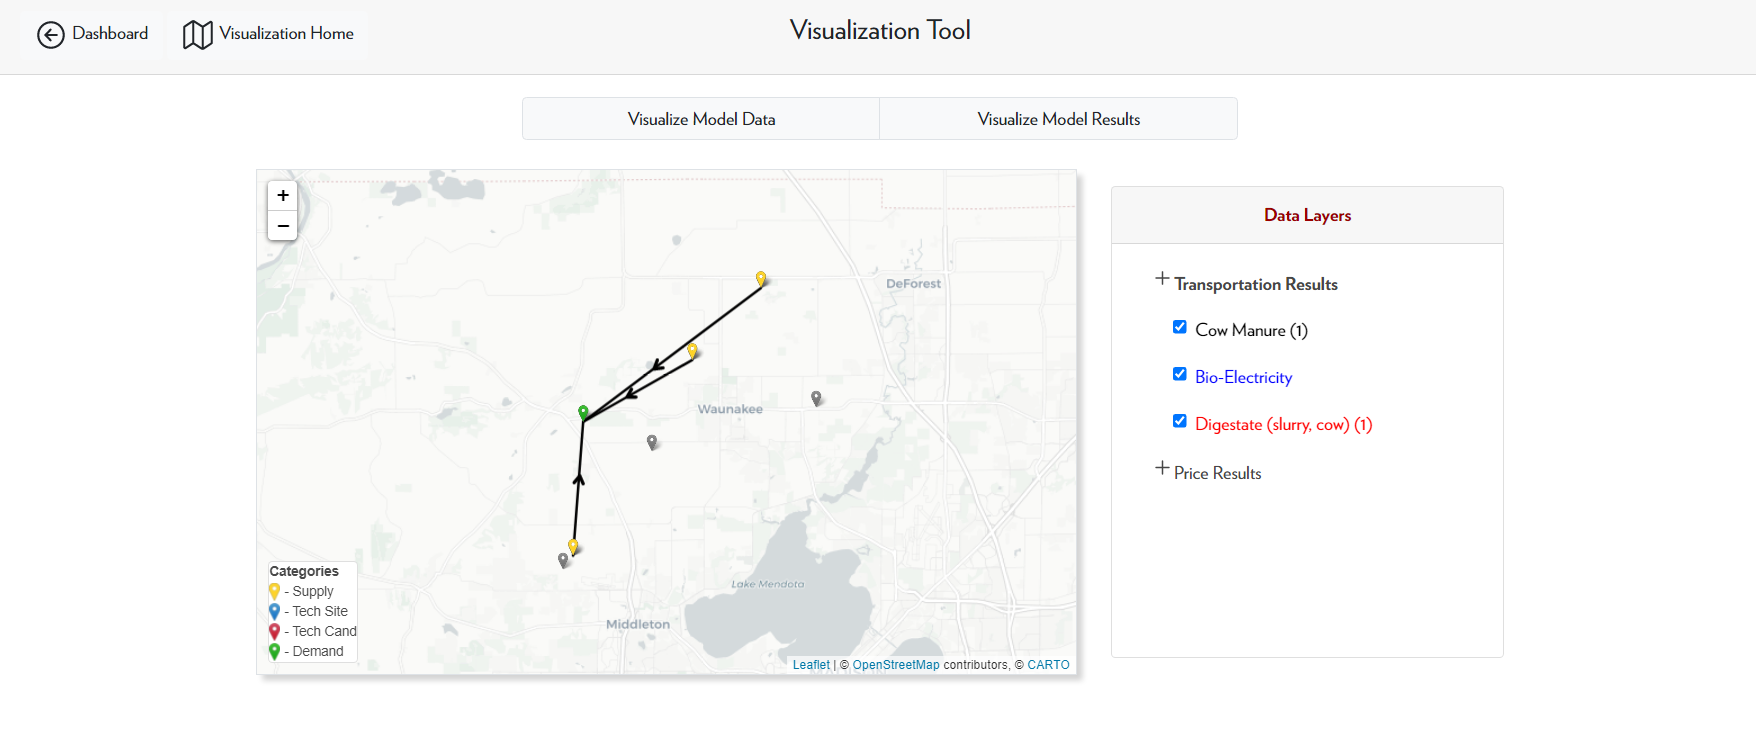 Dashboard
Visualization Home
Visualization Tool
Visualize Model Data
Visualize Model Results
+
−
DeForest
Waunakee
Lake Mendota
Middleton
Categories
- Supply
- Tech Site
- Tech Cand
- Demand
Leaflet | © OpenStreetMap contributors, © CARTO
Data Layers
Transportation Results
Cow Manure (1)
Bio-Electricity
Digestate (slurry, cow) (1)
Price Results